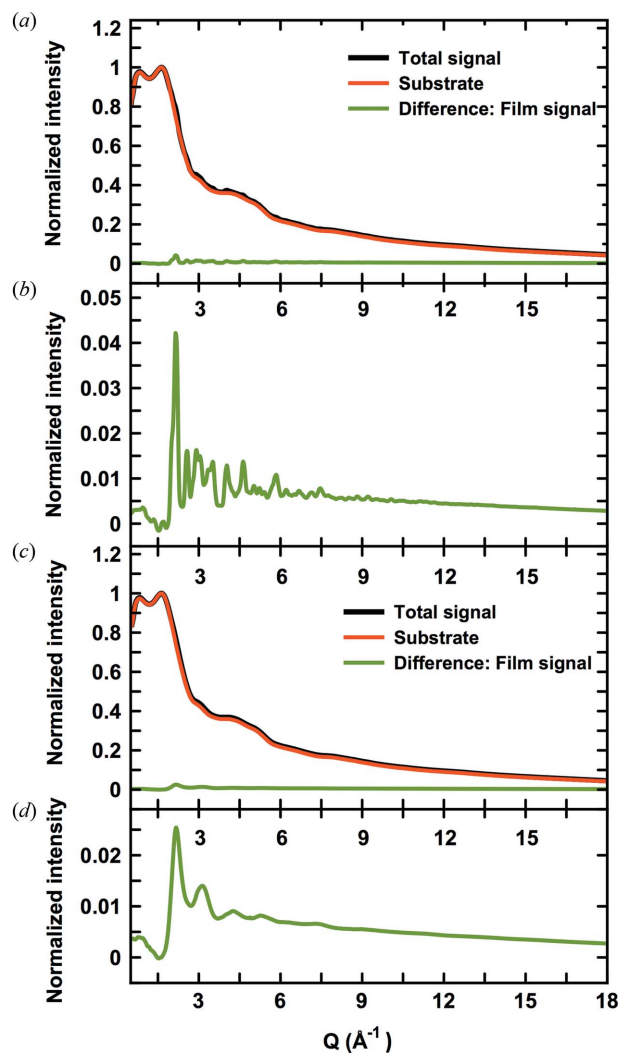 (a)
1.2
1
0.8
0.6
0.4
0.2
0
Normalized intensity
Total signal
Substrate
Difference: Film signal
3 6 9 12 15
(b)
0.05
0.04
0.03
0.02
0.01
0
Normalized intensity
3 6 9 12 15
(c)
1.2
1
0.8
0.6
0.4
0.2
0
Normalized intensity
Total signal
Substrate
Difference: Film signal
3 6 9 12 15
(d)
0.02
0.01
0
Normalized intensity
3 6 9 12 15 18
Q (Å⁻¹)